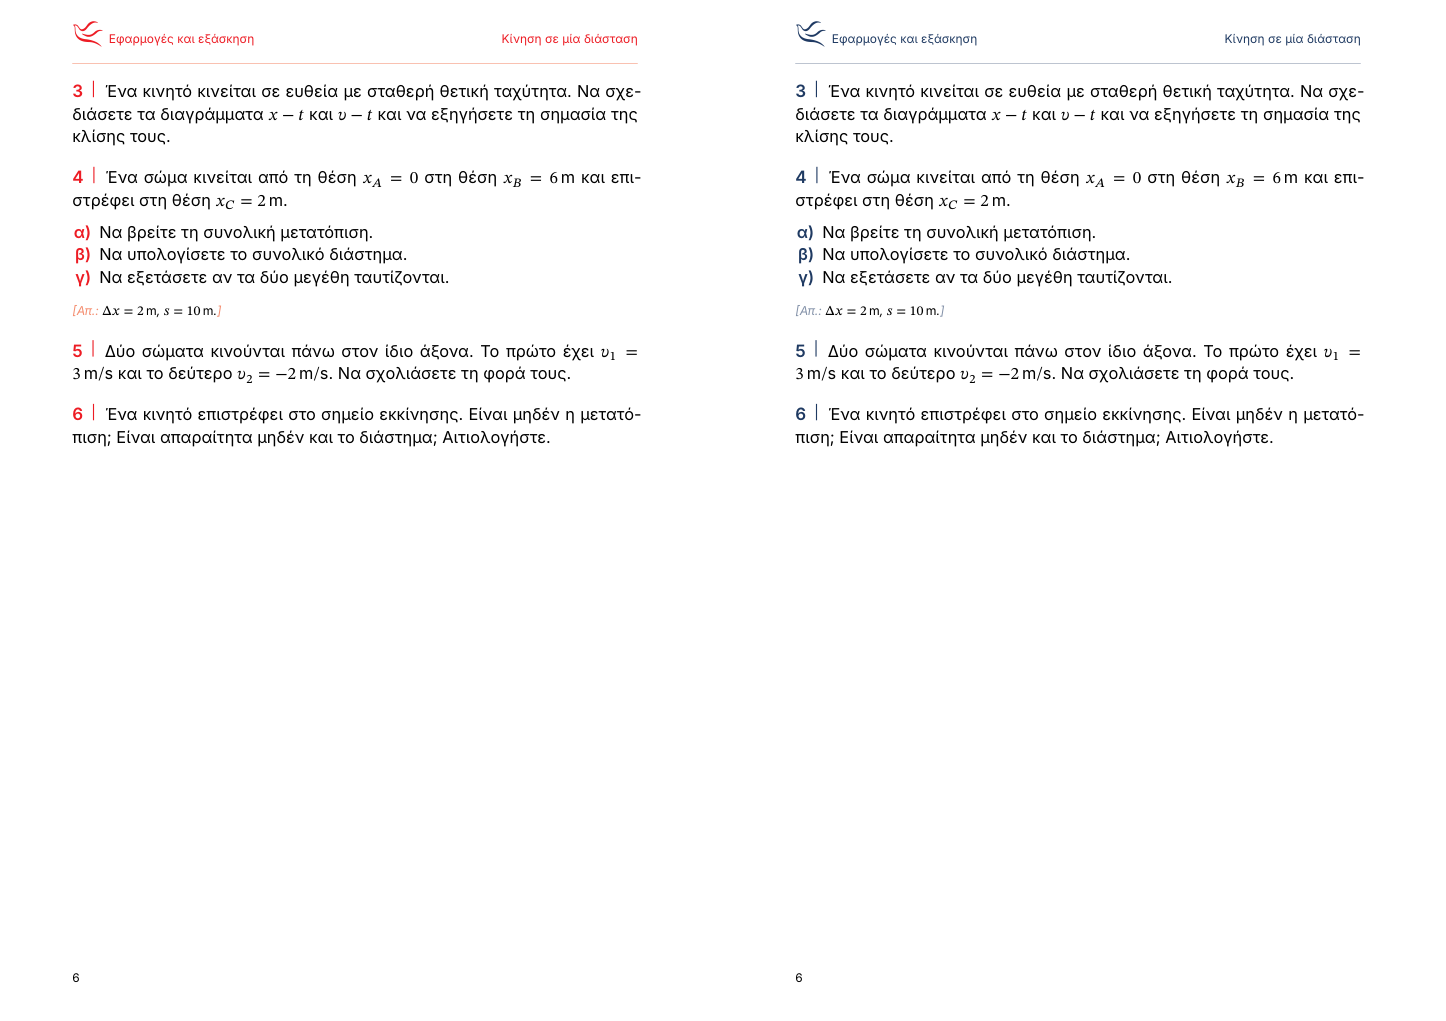 Εφαρμογές και εξάσκηση Κίνηση σε μία διάσταση
3 | Ένα κινητό κινείται σε ευθεία με σταθερή θετική ταχύτητα. Να σχε-
διάσετε τα διαγράμματα x − t και υ − t και να εξηγήσετε τη σημασία της
κλίσης τους.
4 | Ένα σώμα κινείται από τη θέση x_A = 0 στη θέση x_B = 6 m και επι-
στρέφει στη θέση x_C = 2 m.
α) Να βρείτε τη συνολική μετατόπιση.
β) Να υπολογίσετε το συνολικό διάστημα.
γ) Να εξετάσετε αν τα δύο μεγέθη ταυτίζονται.
[Απ.: Δx = 2 m, s = 10 m.]
5 | Δύο σώματα κινούνται πάνω στον ίδιο άξονα. Το πρώτο έχει υ₁ =
3 m/s και το δεύτερο υ₂ = −2 m/s. Να σχολιάσετε τη φορά τους.
6 | Ένα κινητό επιστρέφει στο σημείο εκκίνησης. Είναι μηδέν η μετατό-
πιση; Είναι απαραίτητα μηδέν και το διάστημα; Αιτιολογήστε.
6
Εφαρμογές και εξάσκηση Κίνηση σε μία διάσταση
3 | Ένα κινητό κινείται σε ευθεία με σταθερή θετική ταχύτητα. Να σχε-
διάσετε τα διαγράμματα x − t και υ − t και να εξηγήσετε τη σημασία της
κλίσης τους.
4 | Ένα σώμα κινείται από τη θέση x_A = 0 στη θέση x_B = 6 m και επι-
στρέφει στη θέση x_C = 2 m.
α) Να βρείτε τη συνολική μετατόπιση.
β) Να υπολογίσετε το συνολικό διάστημα.
γ) Να εξετάσετε αν τα δύο μεγέθη ταυτίζονται.
[Απ.: Δx = 2 m, s = 10 m.]
5 | Δύο σώματα κινούνται πάνω στον ίδιο άξονα. Το πρώτο έχει υ₁ =
3 m/s και το δεύτερο υ₂ = −2 m/s. Να σχολιάσετε τη φορά τους.
6 | Ένα κινητό επιστρέφει στο σημείο εκκίνησης. Είναι μηδέν η μετατό-
πιση; Είναι απαραίτητα μηδέν και το διάστημα; Αιτιολογήστε.
6